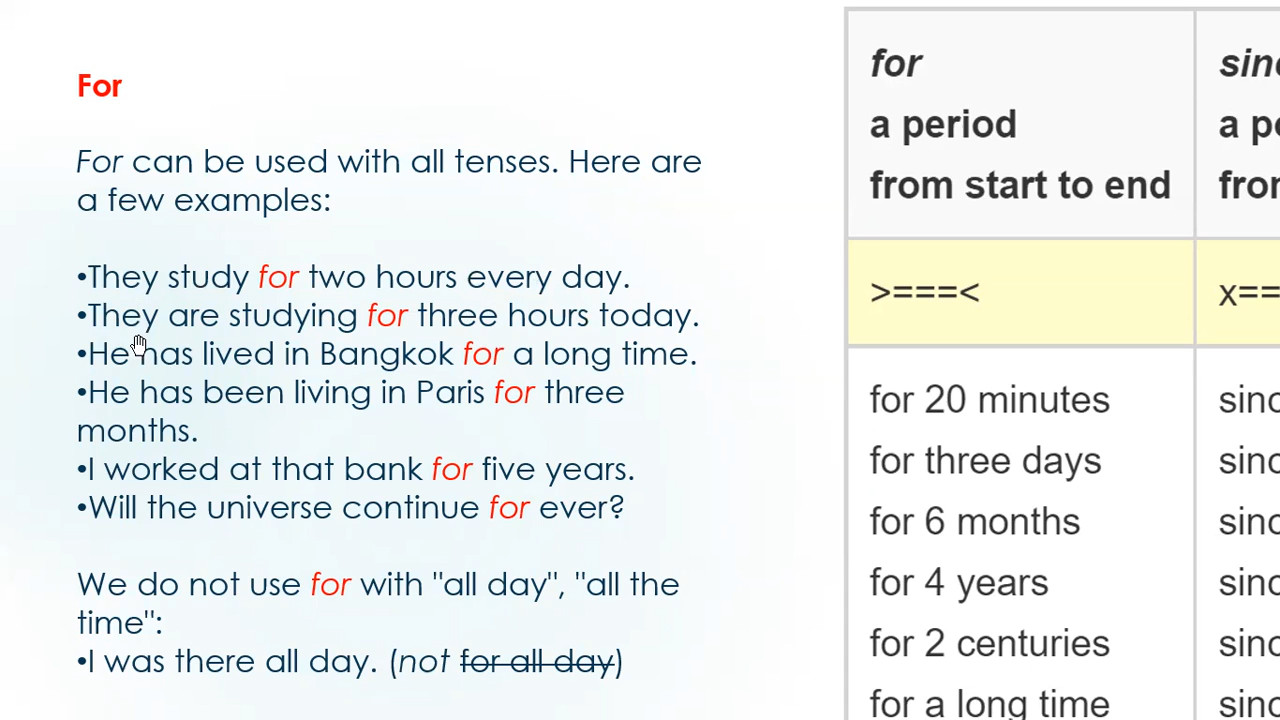 For
For can be used with all tenses. Here are
a few examples:
•They study for two hours every day.
•They are studying for three hours today.
•He has lived in Bangkok for a long time.
•He has been living in Paris for three
months.
•I worked at that bank for five years.
•Will the universe continue for ever?
We do not use for with "all day", "all the
time":
•I was there all day. (not for all day)
for
a period
from start to end
>===<
for 20 minutes
for three days
for 6 months
for 4 years
for 2 centuries
for a long time
a
x==